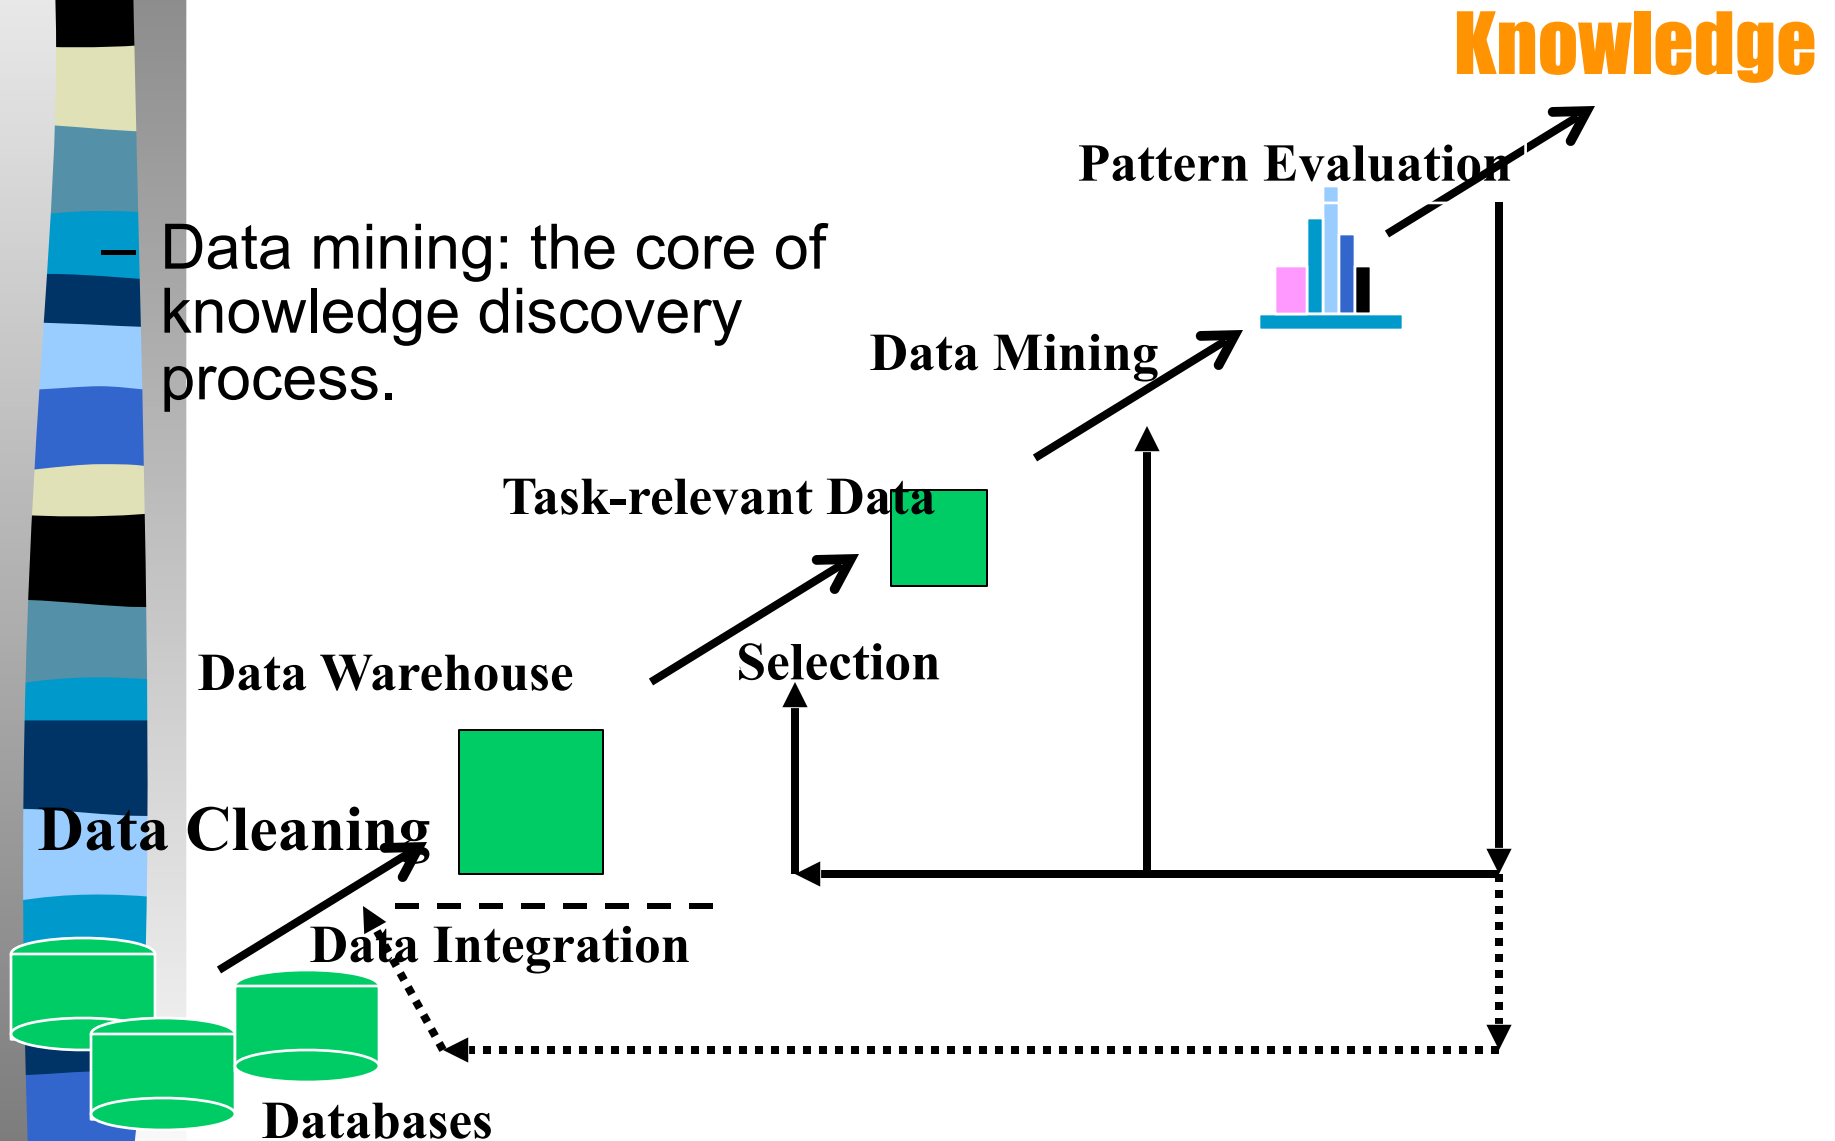 Knowledge
Pattern Evaluation
– Data mining: the core of
knowledge discovery
process.
Data Mining
Task-relevant Data
Selection
Data Warehouse
Data Cleaning
Data Integration
Databases